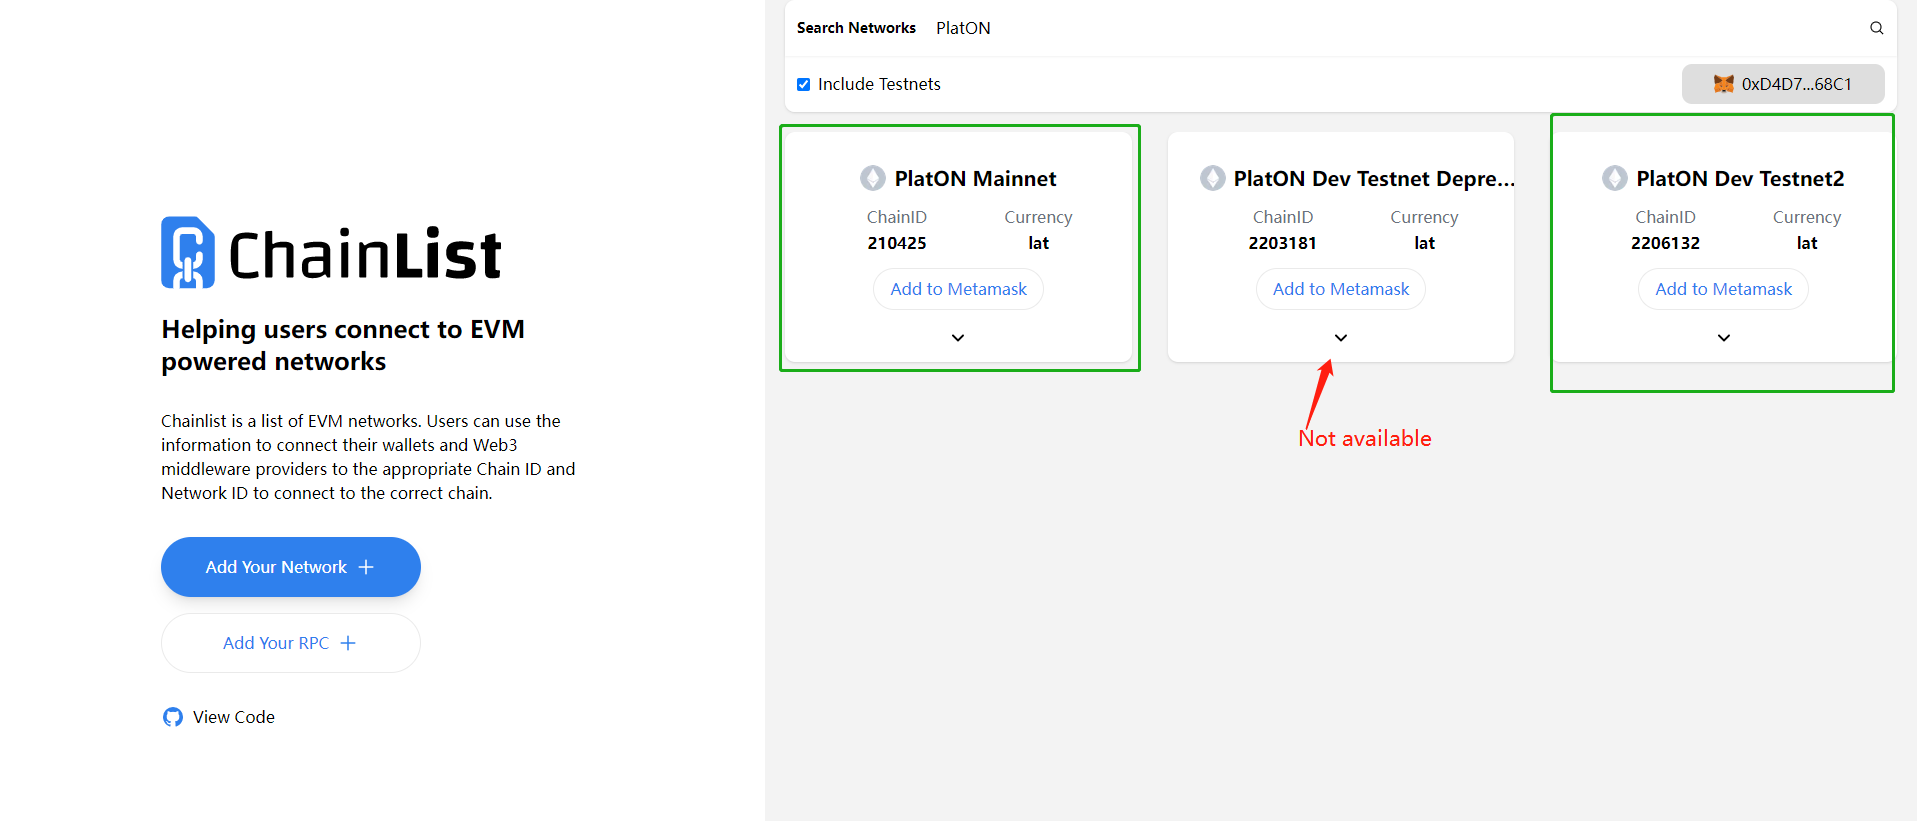 ChainList
Helping users connect to EVM
powered networks
Chainlist is a list of EVM networks. Users can use the
information to connect their wallets and Web3
middleware providers to the appropriate Chain ID and
Network ID to connect to the correct chain.
Add Your Network +
Add Your RPC +
View Code
Search Networks PlatON
Include Testnets
0xD4D7...68C1
PlatON Mainnet
ChainID Currency
210425 lat
Add to Metamask
PlatON Dev Testnet Depre...
ChainID Currency
2203181 lat
Add to Metamask
Not available
PlatON Dev Testnet2
ChainID Currency
2206132 lat
Add to Metamask